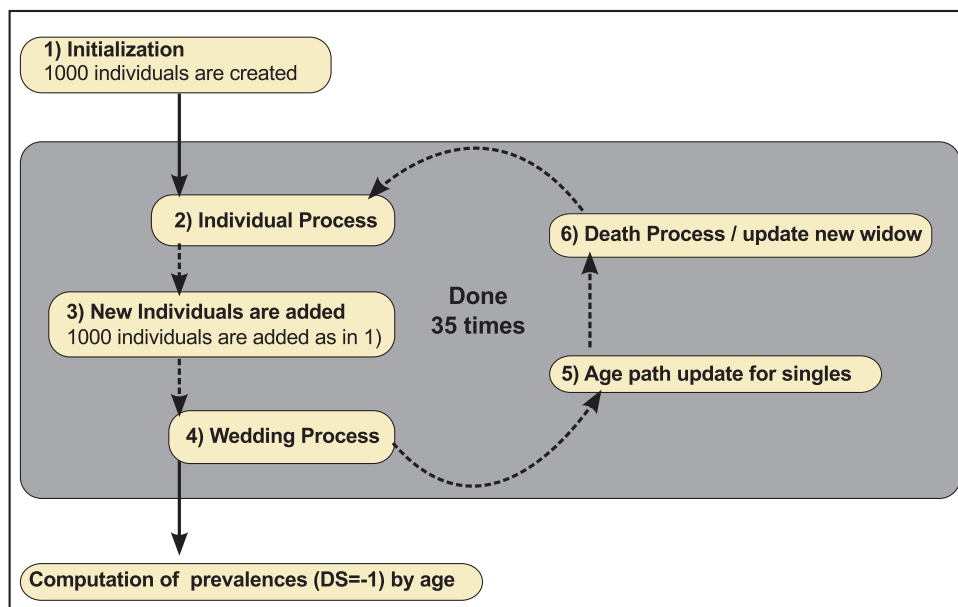 1) Initialization
1000 individuals are created
2) Individual Process
3) New Individuals are added
1000 individuals are added as in 1)
4) Wedding Process
Done
35 times
6) Death Process / update new widow
5) Age path update for singles
Computation of prevalences (DS=-1) by age